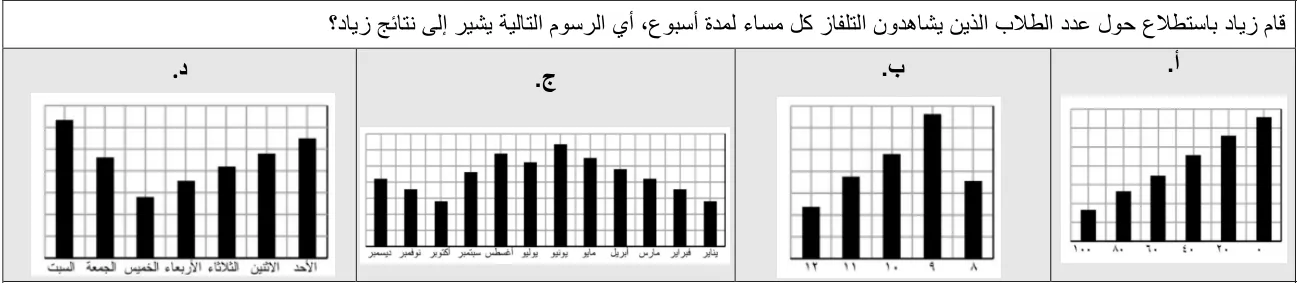 قام زياد باستطلاع حول عدد الطلاب الذين يشاهدون التلفاز كل مساء لمدة أسبوع، أي الرسوم التالية يشير إلى نتائج زياد؟
أ.
٠ ٢٠ ٤٠ ٦٠ ٨٠ ١٠٠
ب.
٨ ٩ ١٠ ١١ ١٢
ج.
يناير فبراير مارس أبريل مايو يونيو يوليو أغسطس سبتمبر أكتوبر نوفمبر ديسمبر
د.
الأحد الاثنين الثلاثاء الأربعاء الخميس الجمعة السبت